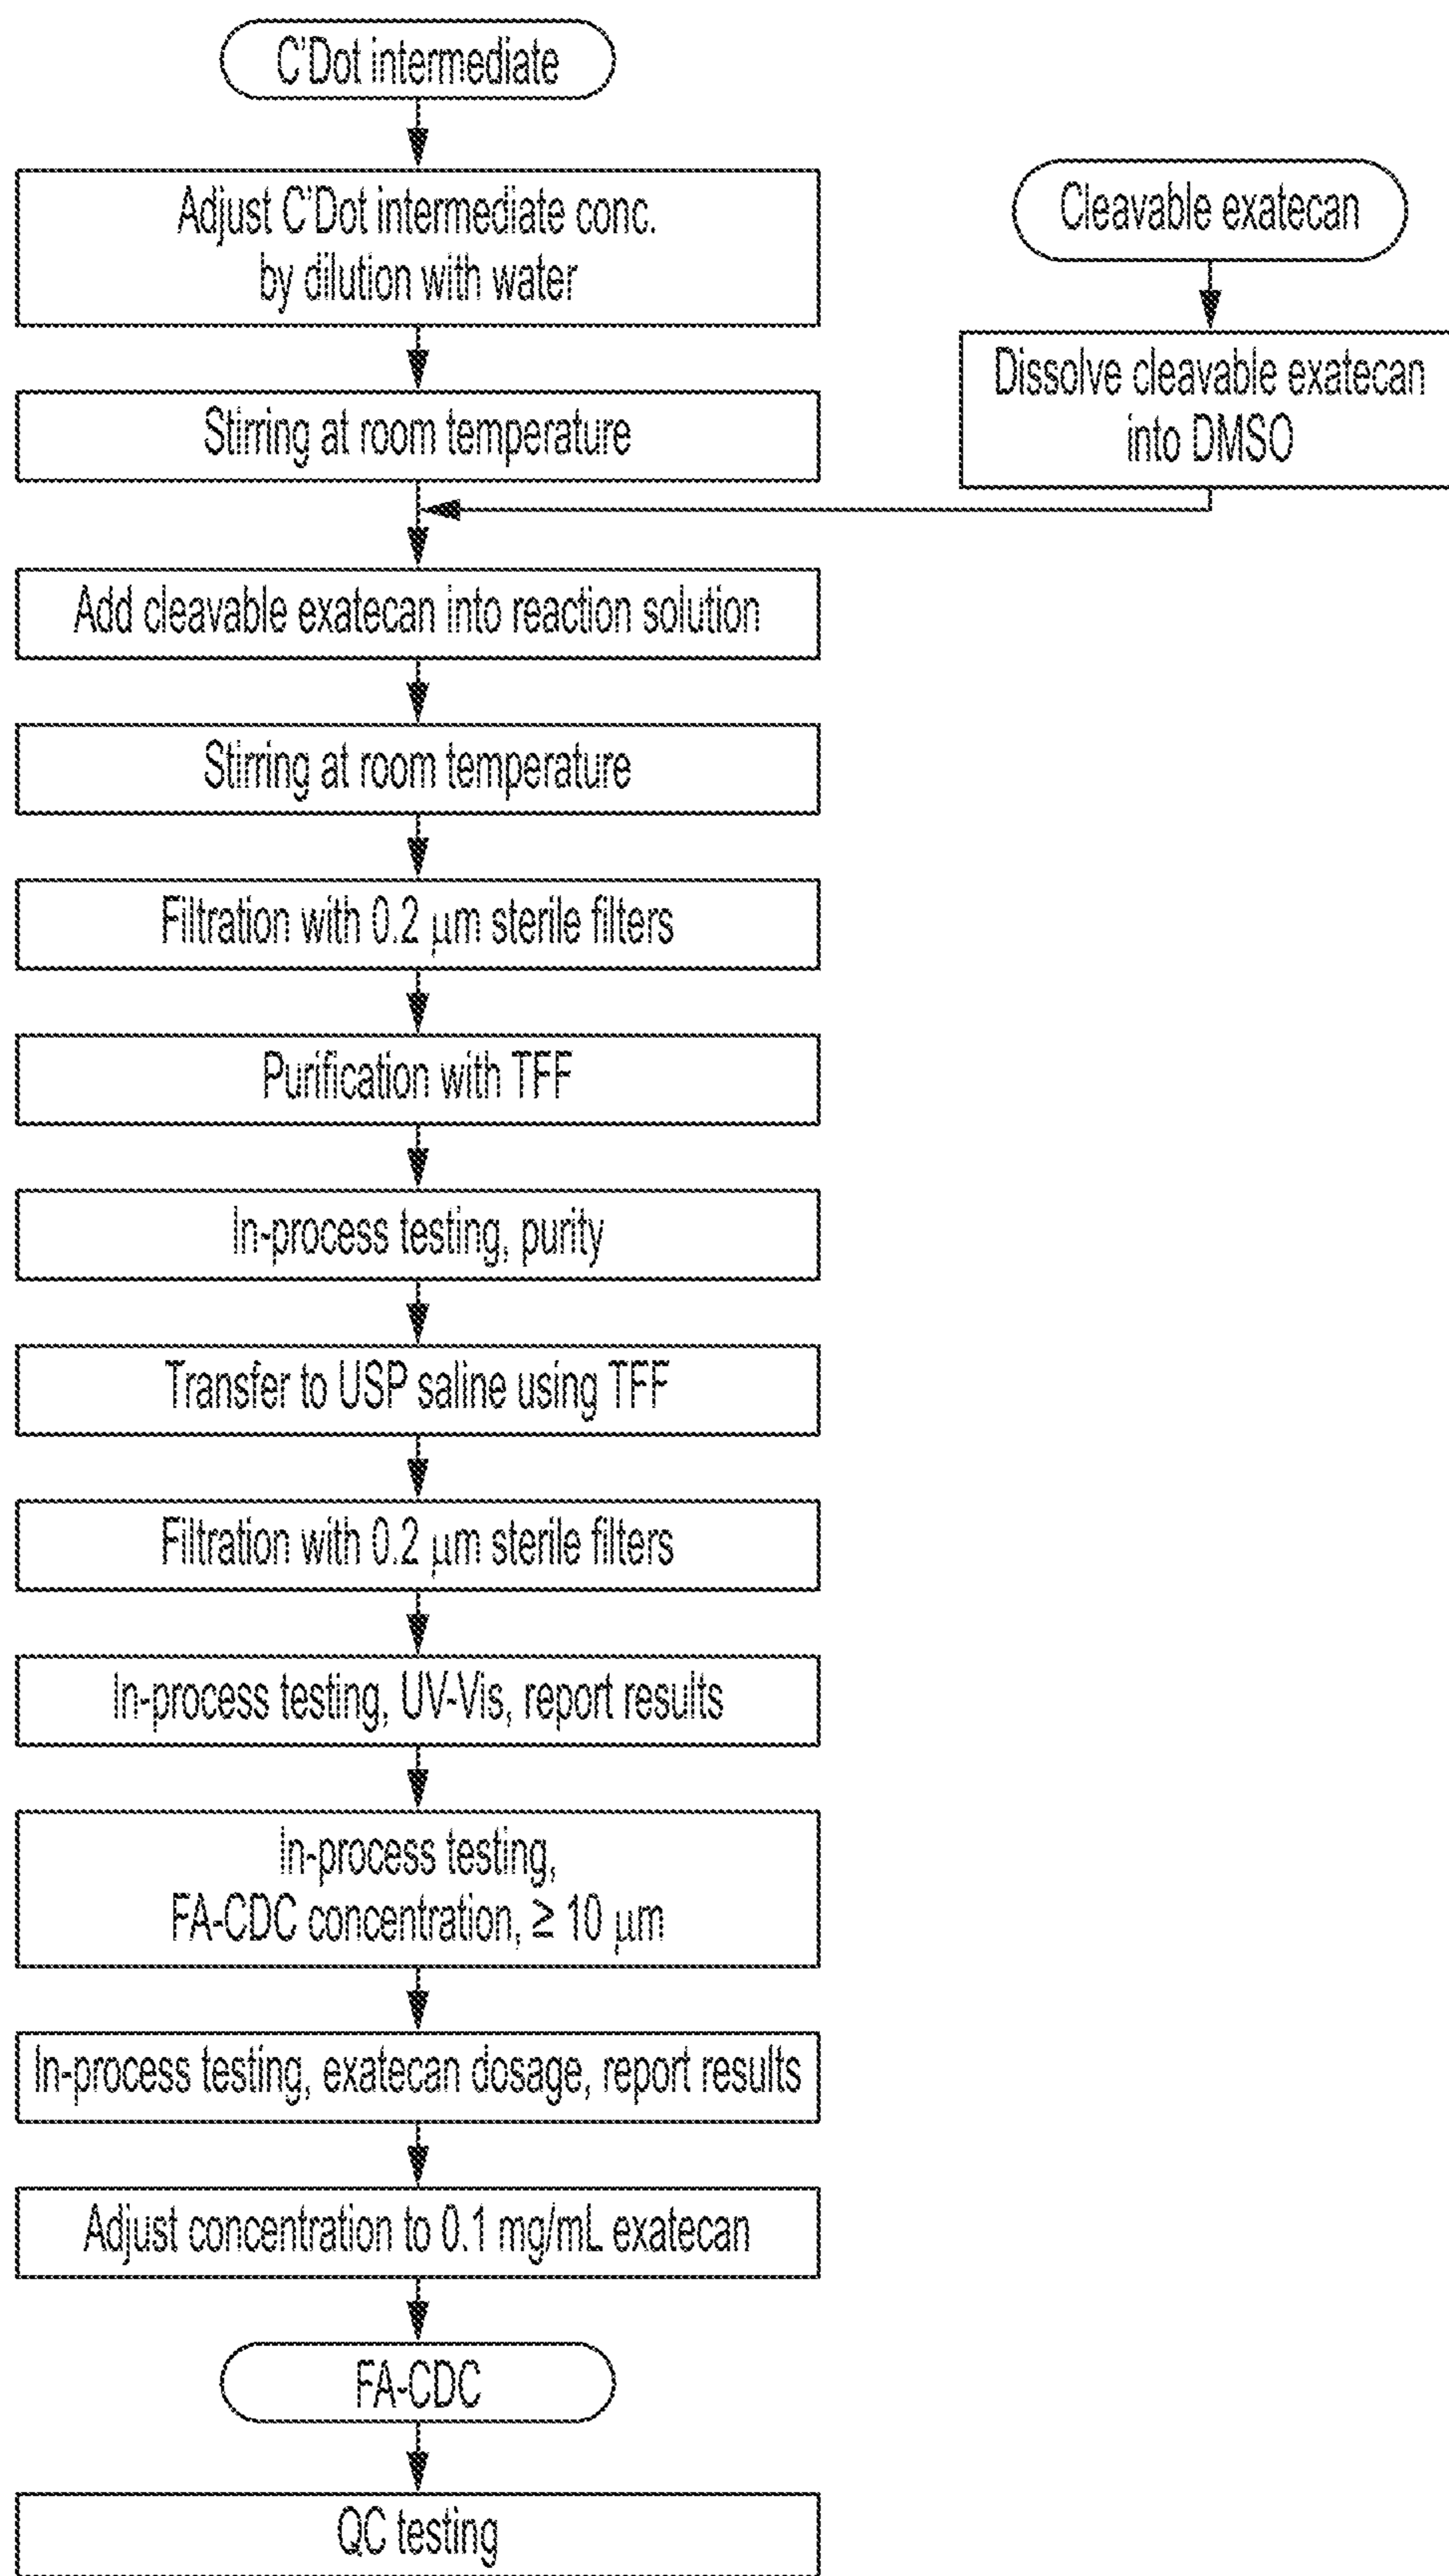 C'Dot intermediate
Adjust C'Dot intermediate conc.
by dilution with water
Cleavable exatecan
Dissolve cleavable exatecan
into DMSO
Stirring at room temperature
Add cleavable exatecan into reaction solution
Stirring at room temperature
Filtration with 0.2 μm sterile filters
Purification with TFF
In-process testing, purity
Transfer to USP saline using TFF
Filtration with 0.2 μm sterile filters
In-process testing, UV-Vis, report results
In-process testing,
FA-CDC concentration, ≥ 10 μm
In-process testing, exatecan dosage, report results
Adjust concentration to 0.1 mg/mL exatecan
FA-CDC
QC testing